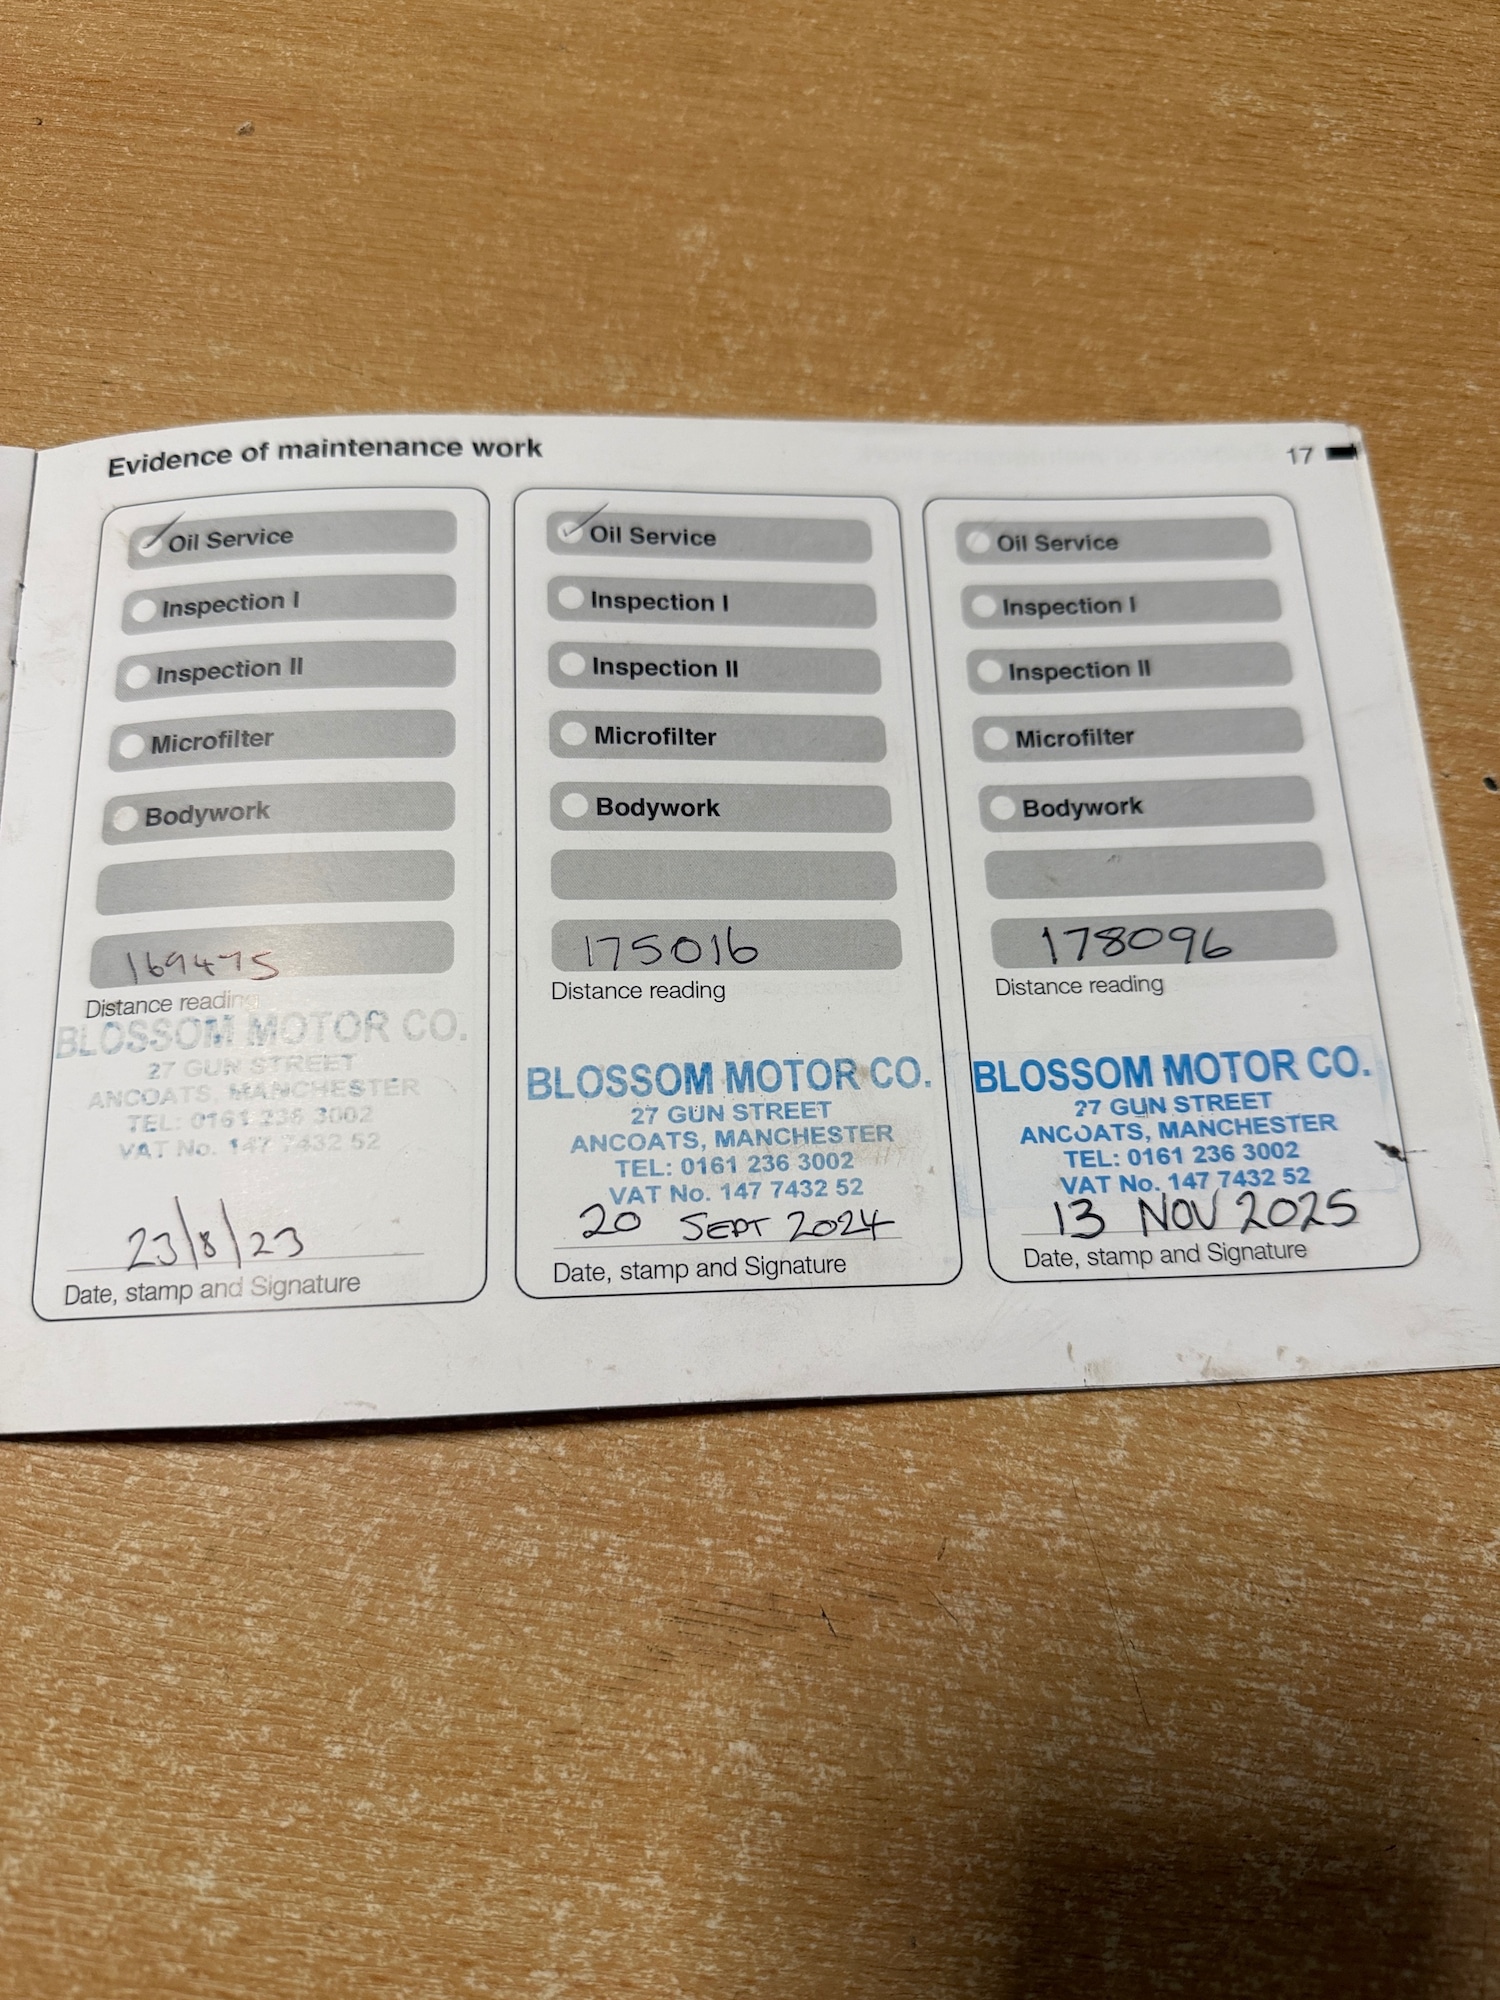 Evidence of maintenance work
17
Oil Service
Inspection I
Inspection II
Microfilter
Bodywork
169475
Distance reading
BLOSSOM MOTOR CO.
27 GUN STREET
ANCOATS, MANCHESTER
TEL: 0161 236 3002
VAT No. 147 7432 52
23/8/23
Date, stamp and Signature
Oil Service
Inspection I
Inspection II
Microfilter
Bodywork
175016
Distance reading
BLOSSOM MOTOR CO.
27 GUN STREET
ANCOATS, MANCHESTER
TEL: 0161 236 3002
VAT No. 147 7432 52
20 SEPT 2024
Date, stamp and Signature
Oil Service
Inspection I
Inspection II
Microfilter
Bodywork
178096
Distance reading
BLOSSOM MOTOR CO.
27 GUN STREET
ANCOATS, MANCHESTER
TEL: 0161 236 3002
VAT No. 147 7432 52
13 NOV 2025
Date, stamp and Signature